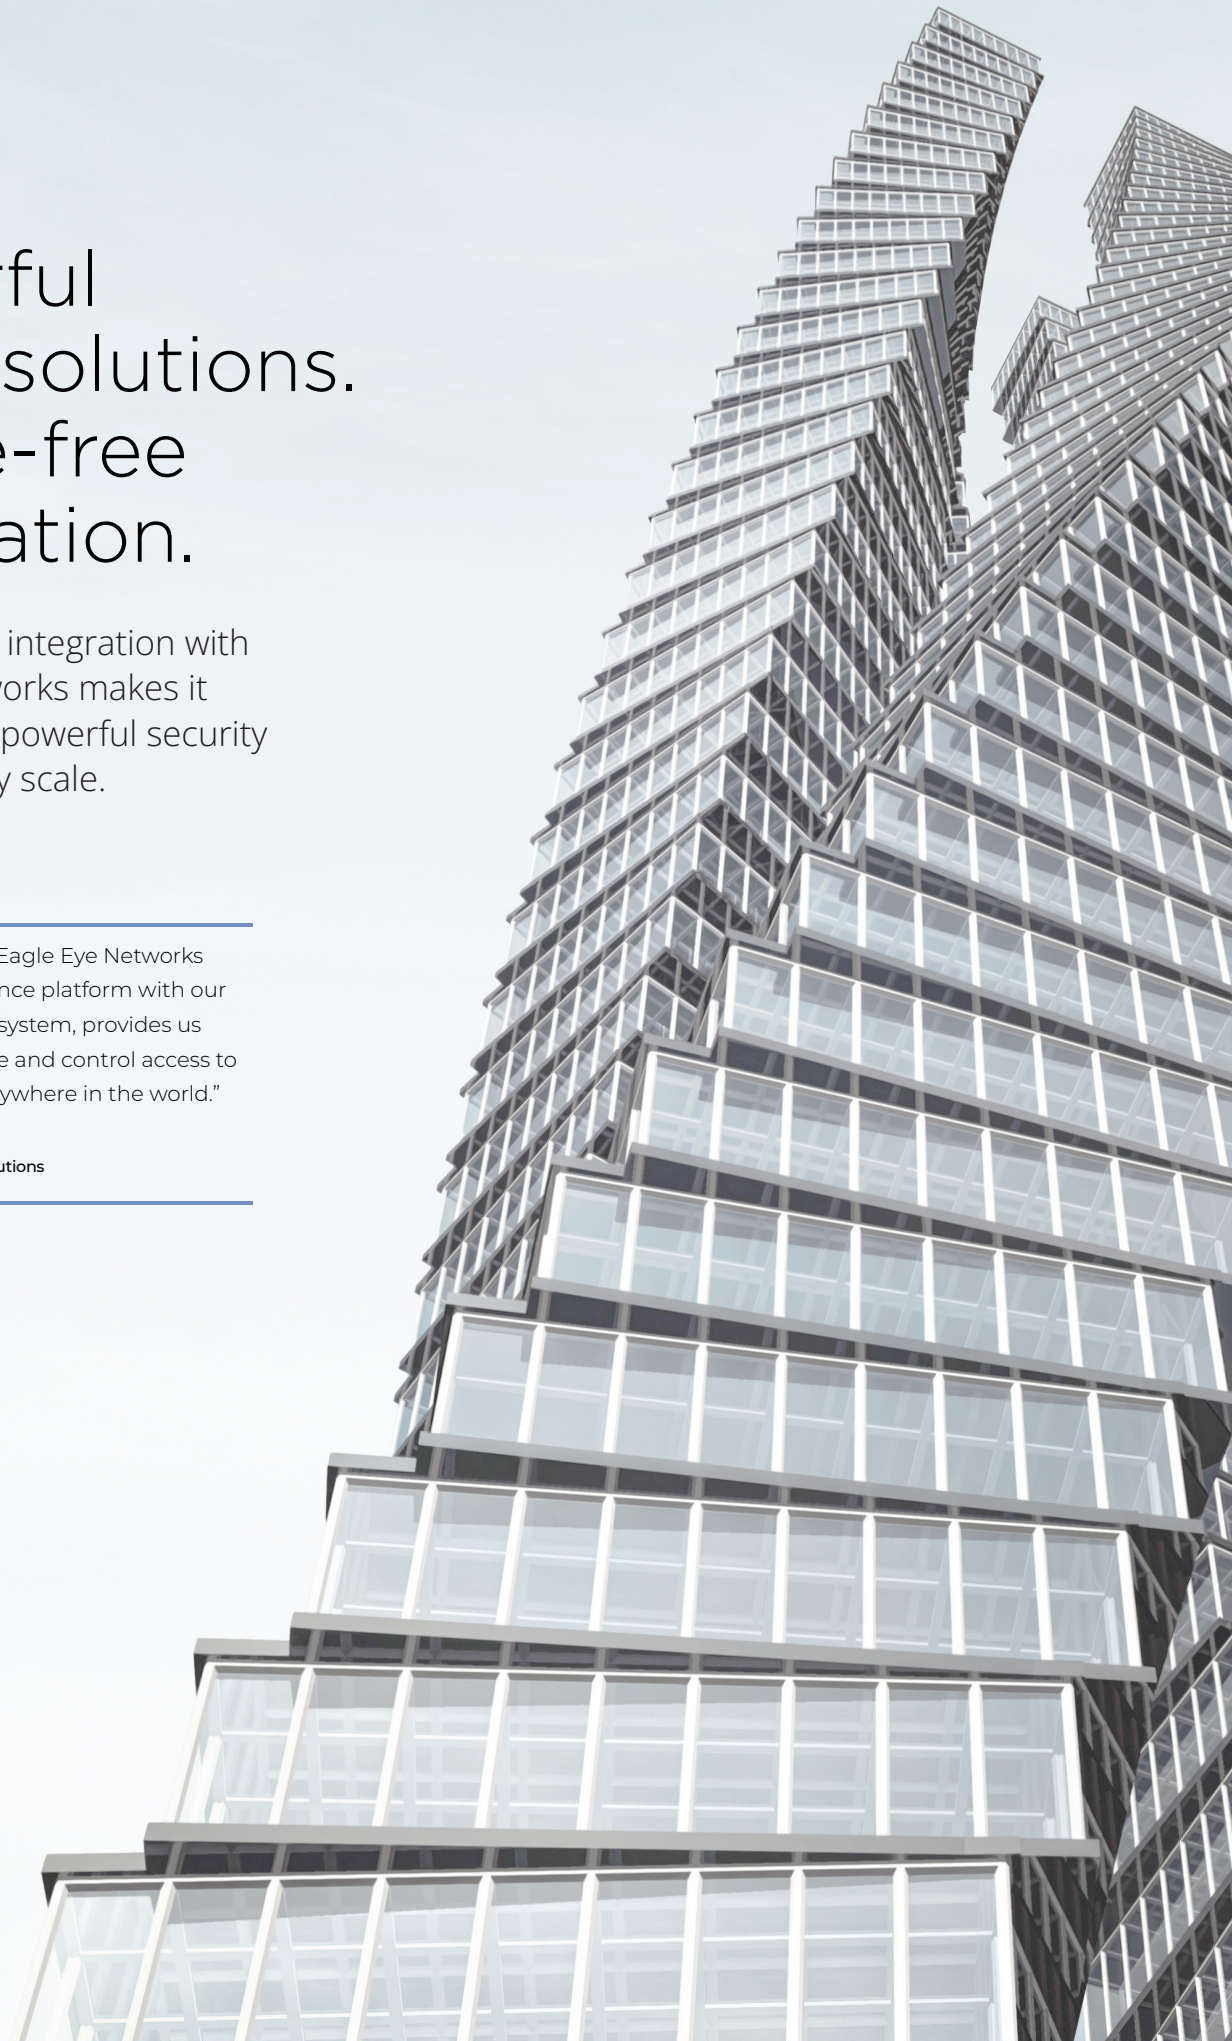 rful
solutions.
e-free
ation.
integration with
orks makes it
powerful security
y scale.
Eagle Eye Networks
nce platform with our
system, provides us
e and control access to
ywhere in the world.”
utions